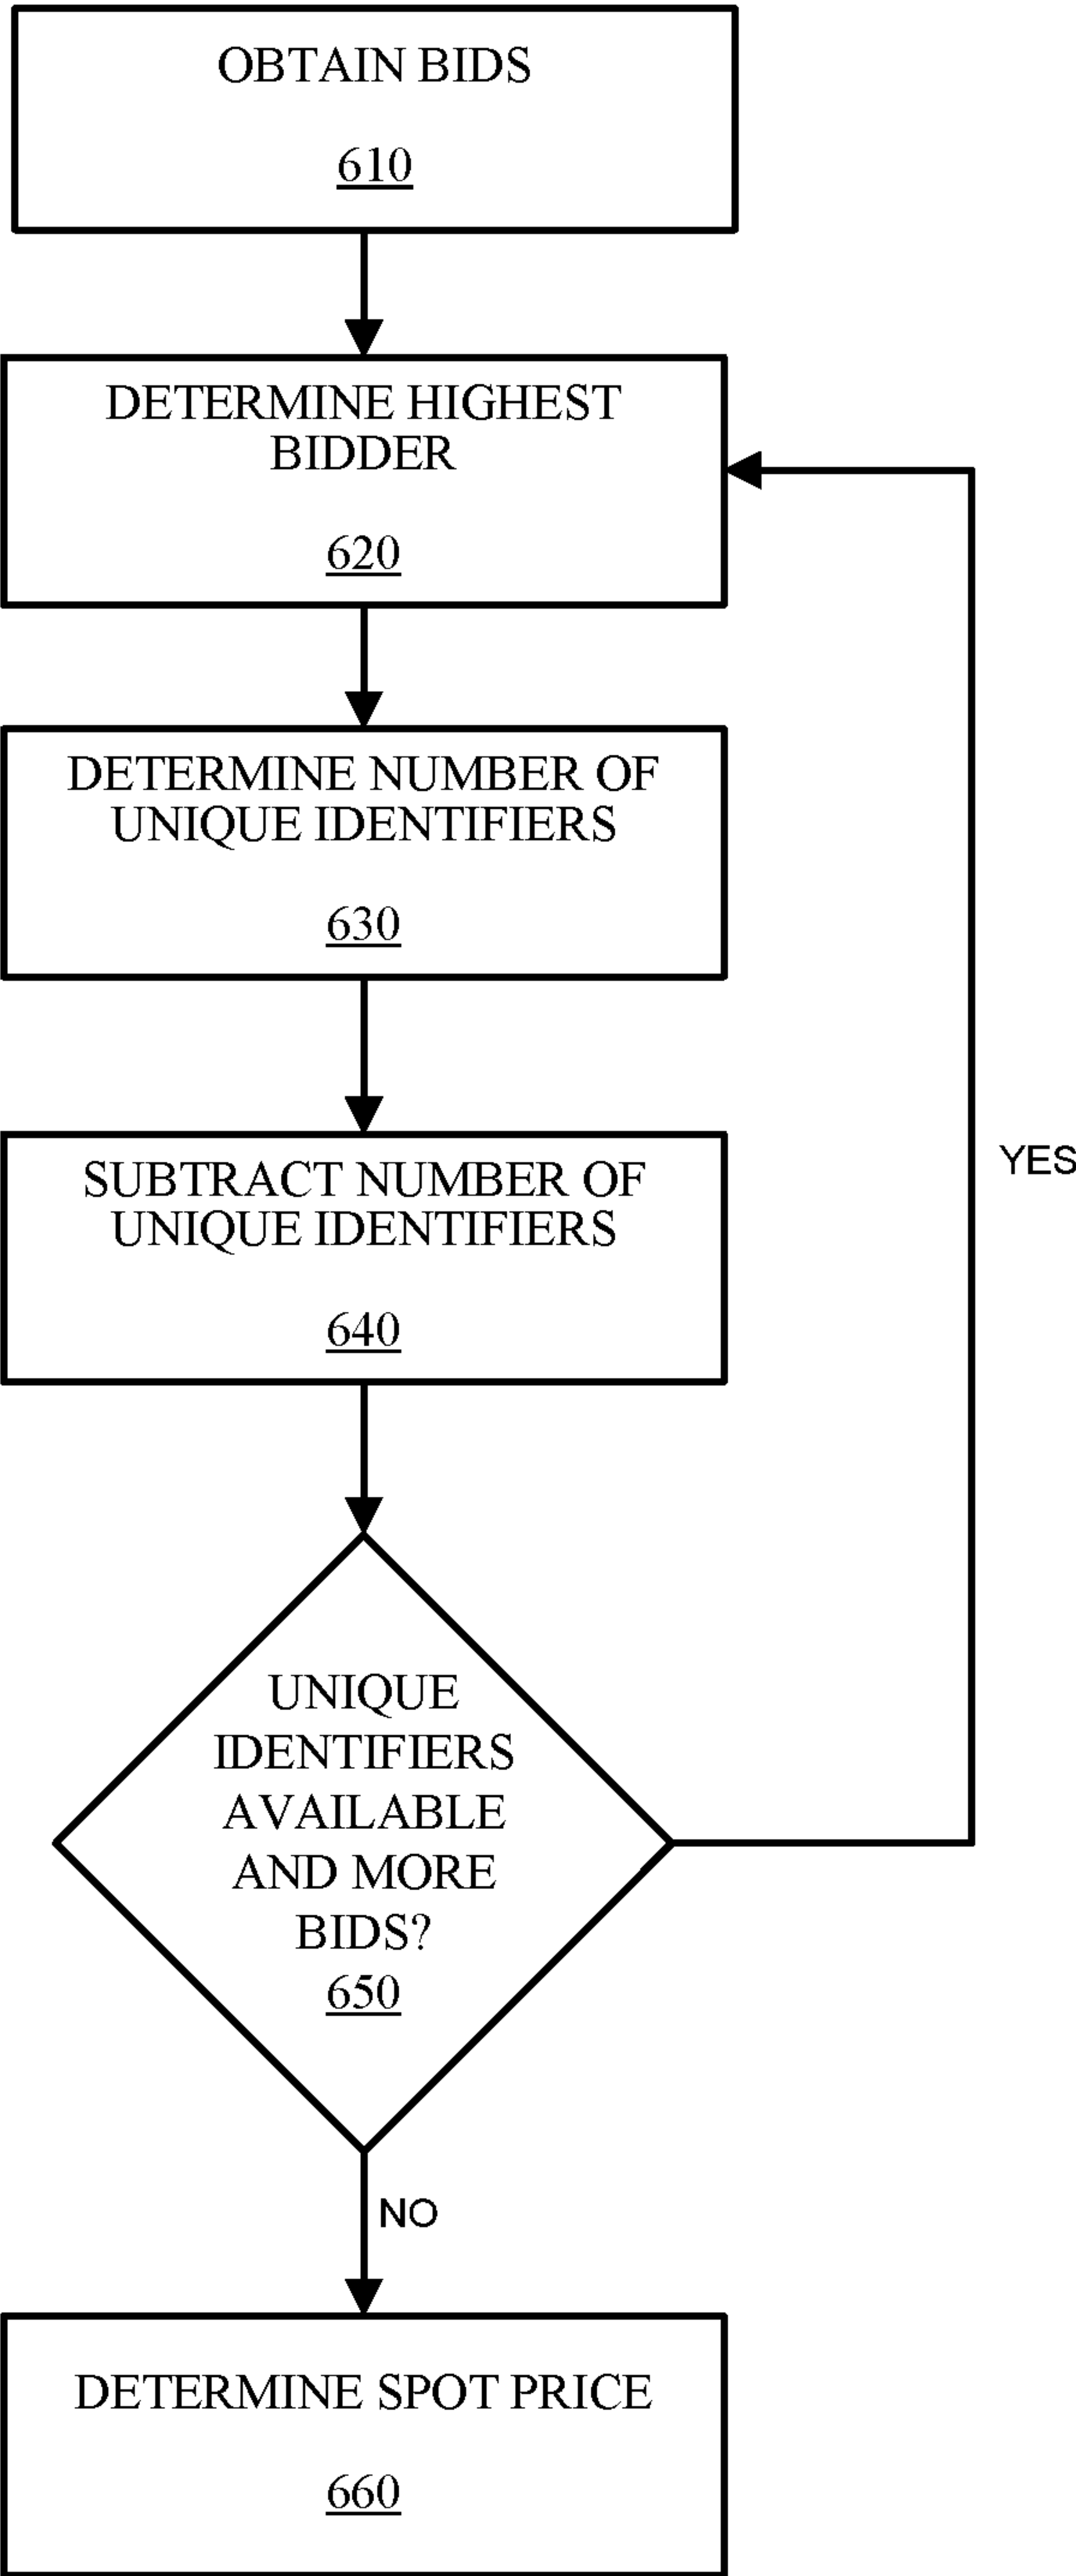 OBTAIN BIDS
610
DETERMINE HIGHEST
BIDDER
620
DETERMINE NUMBER OF
UNIQUE IDENTIFIERS
630
SUBTRACT NUMBER OF
UNIQUE IDENTIFIERS
640
YES
UNIQUE
IDENTIFIERS
AVAILABLE
AND MORE
BIDS?
650
NO
DETERMINE SPOT PRICE
660